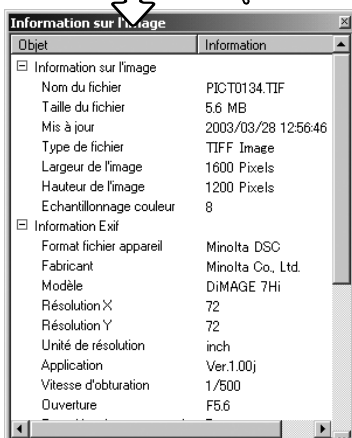 Information sur l'image
Objet Information
Information sur l'image
Nom du fichier PICT0134.TIF
Taille du fichier 5.6 MB
Mis à jour 2003/03/28 12:56:46
Type de fichier TIFF Image
Largeur de l'image 1600 Pixels
Hauteur de l'image 1200 Pixels
Echantillonnage couleur 8
Information Exif
Format fichier appareil Minolta DSC
Fabricant Minolta Co., Ltd.
Modèle DiMAGE 7Hi
Résolution X 72
Résolution Y 72
Unité de résolution inch
Application Ver.1.00j
Vitesse d'obturation 1/500
Ouverture F5.6